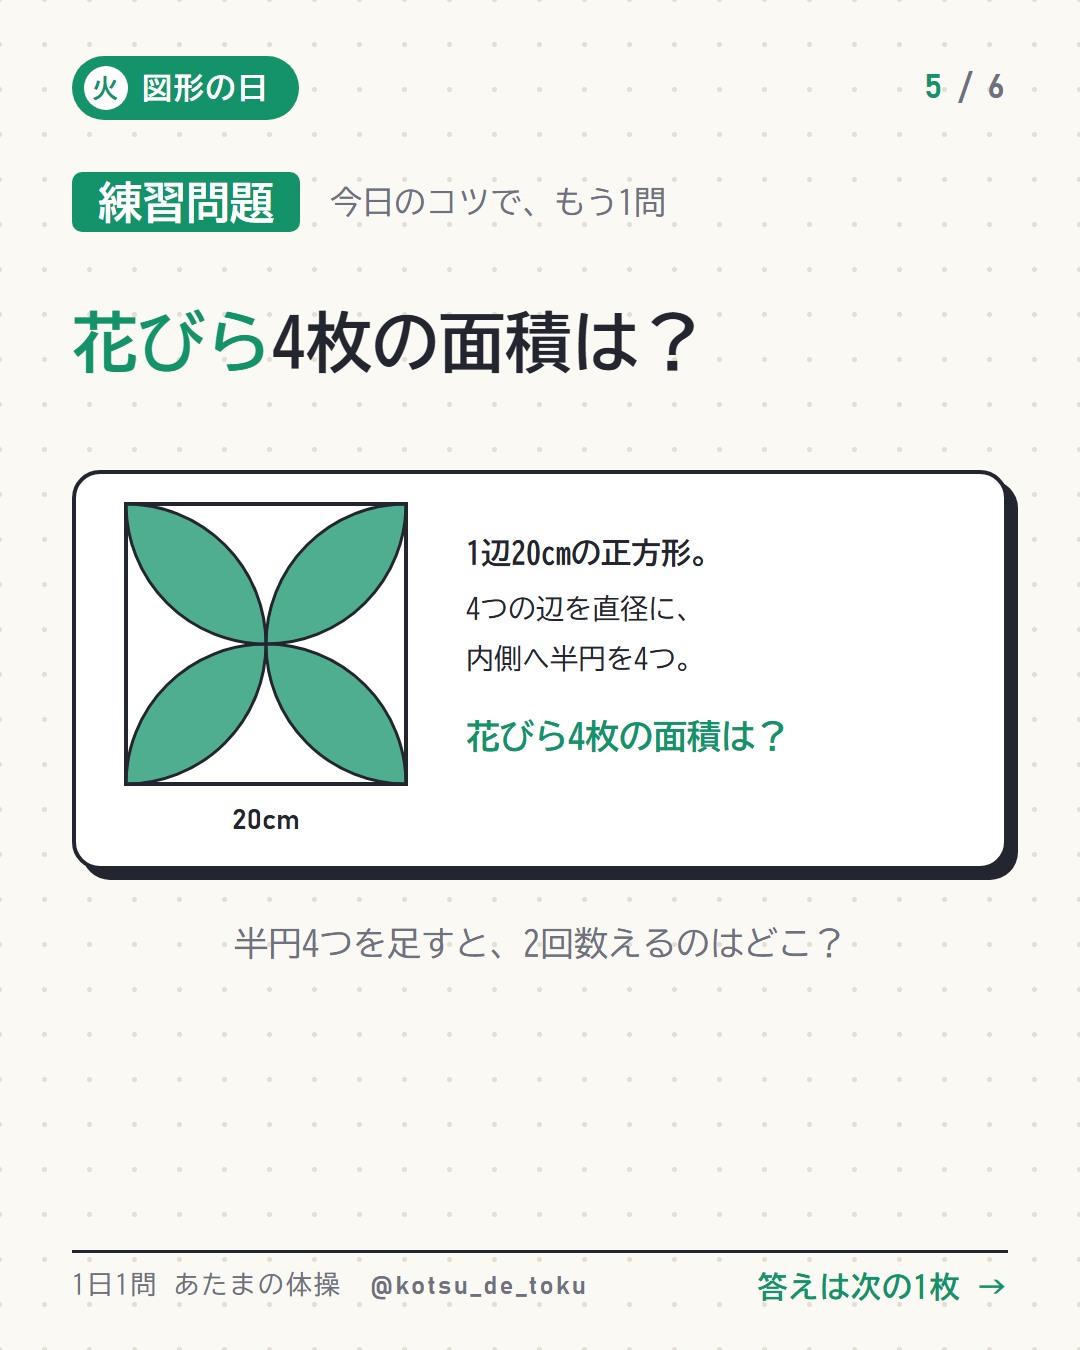 火 図形の日
5 / 6
練習問題 今日のコツで、もう1問
花びら4枚の面積は？
1辺20cmの正方形。
4つの辺を直径に、
内側へ半円を4つ。
花びら4枚の面積は？
20cm
半円4つを足すと、2回数えるのはどこ？
1日1問 あたまの体操 @kotsu_de_toku
答えは次の1枚 →